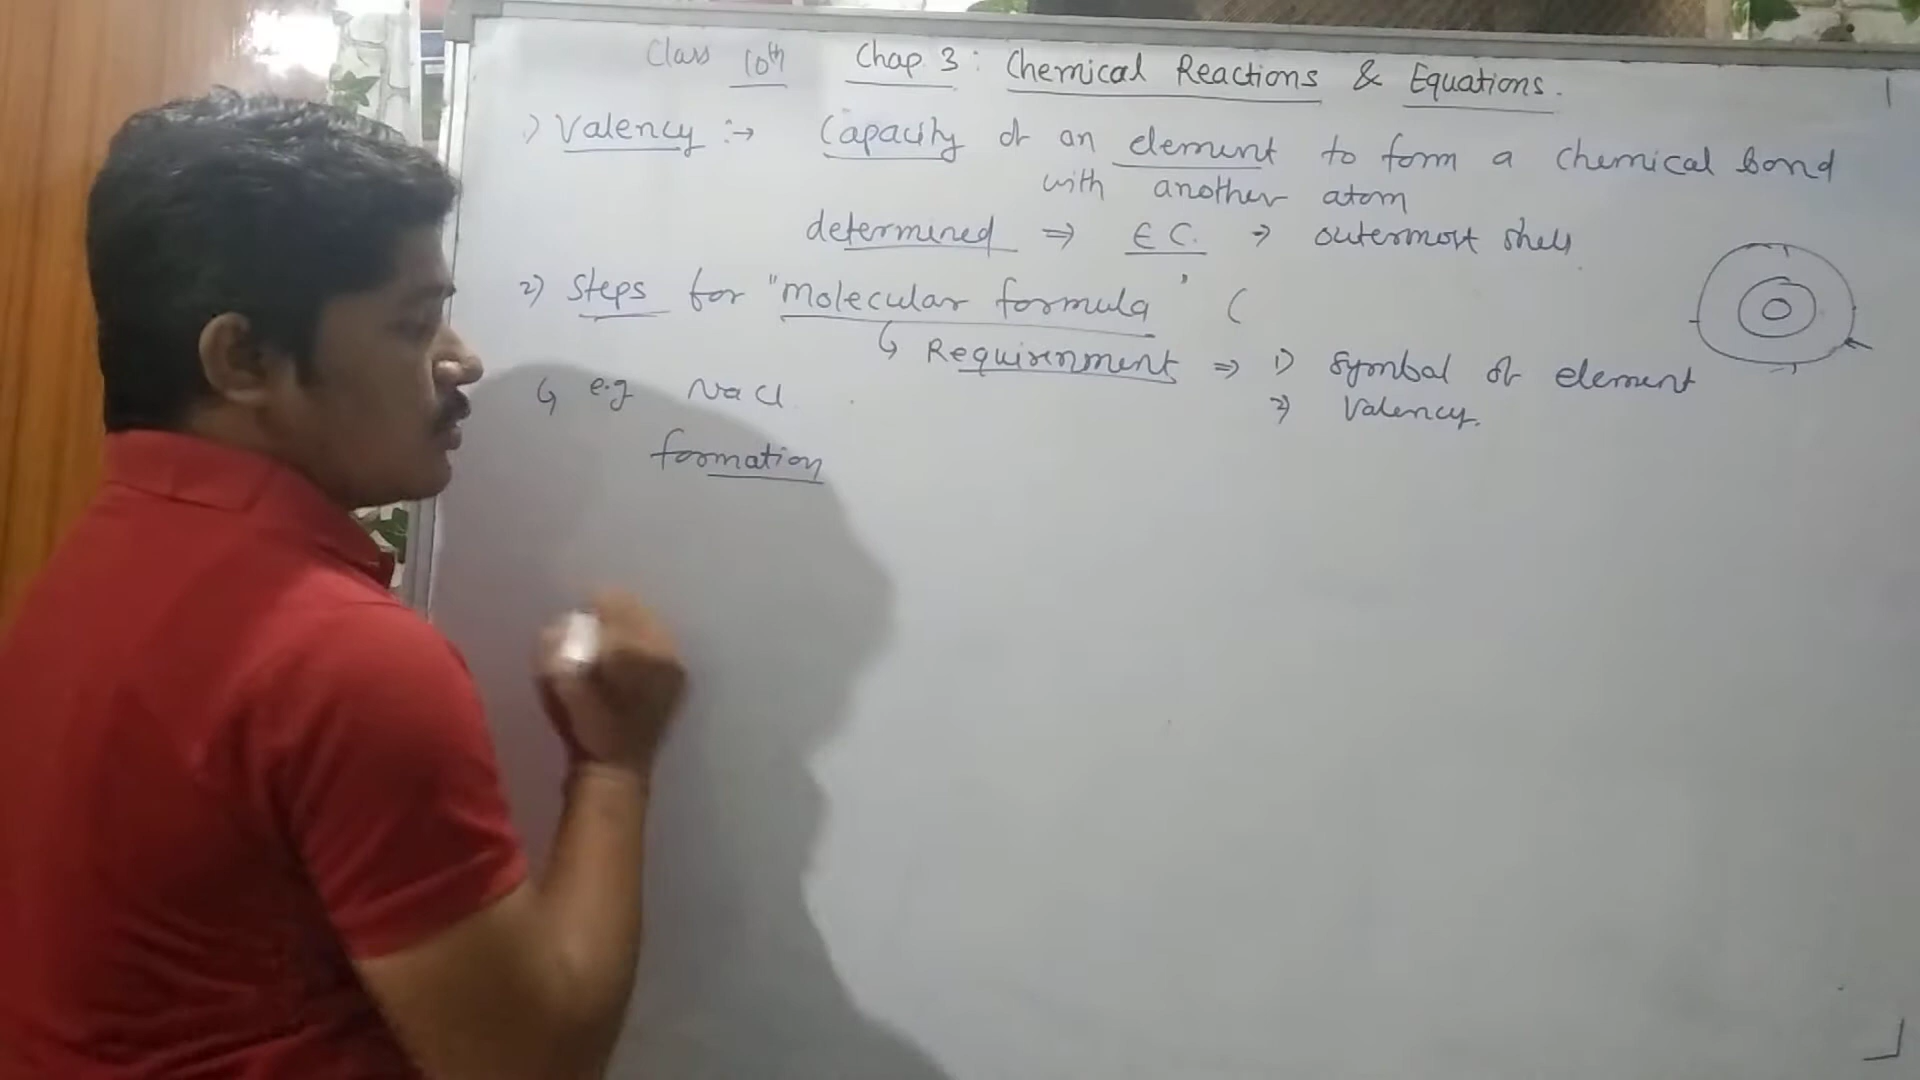 Class 10th Chap 3: Chemical Reactions & Equations.
1) Valency :→ Capacity of an element to form a chemical bond
with another atom
determined ⇒ E C. → outermost shell
2) Steps for "molecular formula" (
↳ Requirenment ⇒ 1) symbol of element
2) Valency.
↳ e.g NaCl
formation